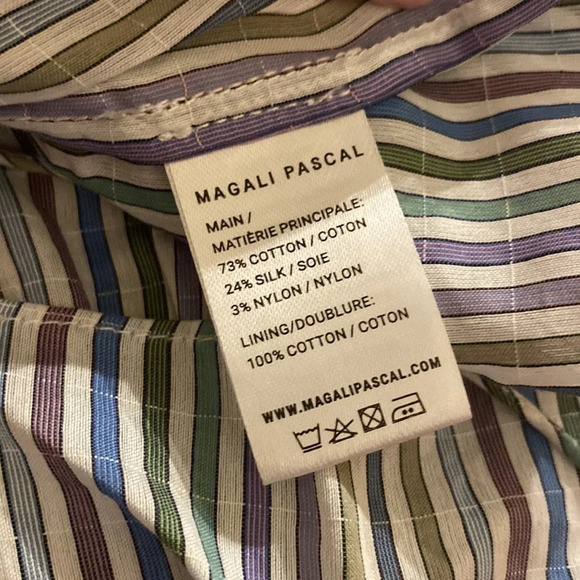 MAGALI PASCAL
MAIN /
MATIÈRIE PRINCIPALE:
73% COTTON / COTON
24% SILK / SOIE
3% NYLON / NYLON
LINING/DOUBLURE:
100% COTTON / COTON
WWW.MAGALIPASCAL.COM